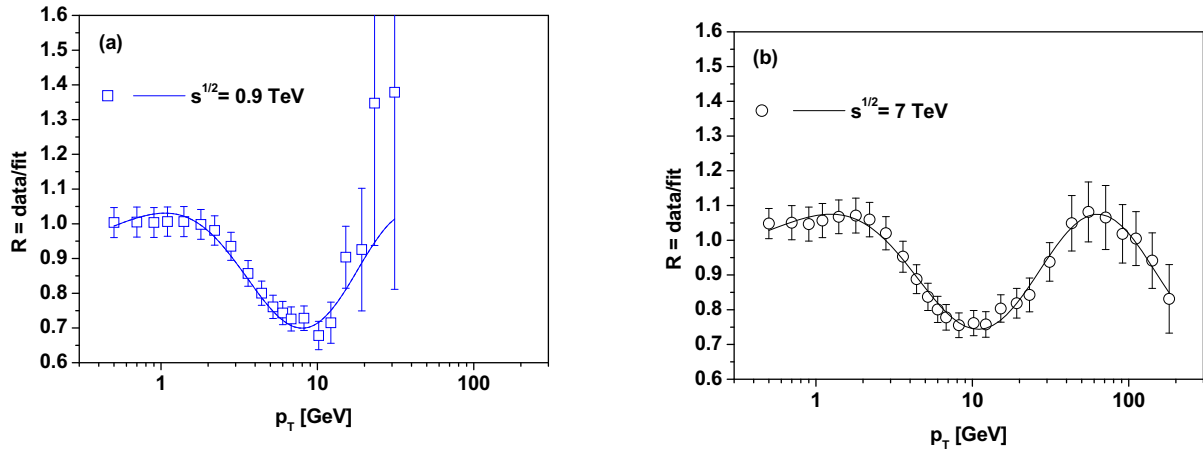 (a)
s^{1/2}= 0.9 TeV
R = data/fit
1.6
1.5
1.4
1.3
1.2
1.1
1.0
0.9
0.8
0.7
0.6
1 10 100
p_T [GeV]
(b)
s^{1/2}= 7 TeV
R = data/fit
1.6
1.5
1.4
1.3
1.2
1.1
1.0
0.9
0.8
0.7
0.6
1 10 100
p_T [GeV]